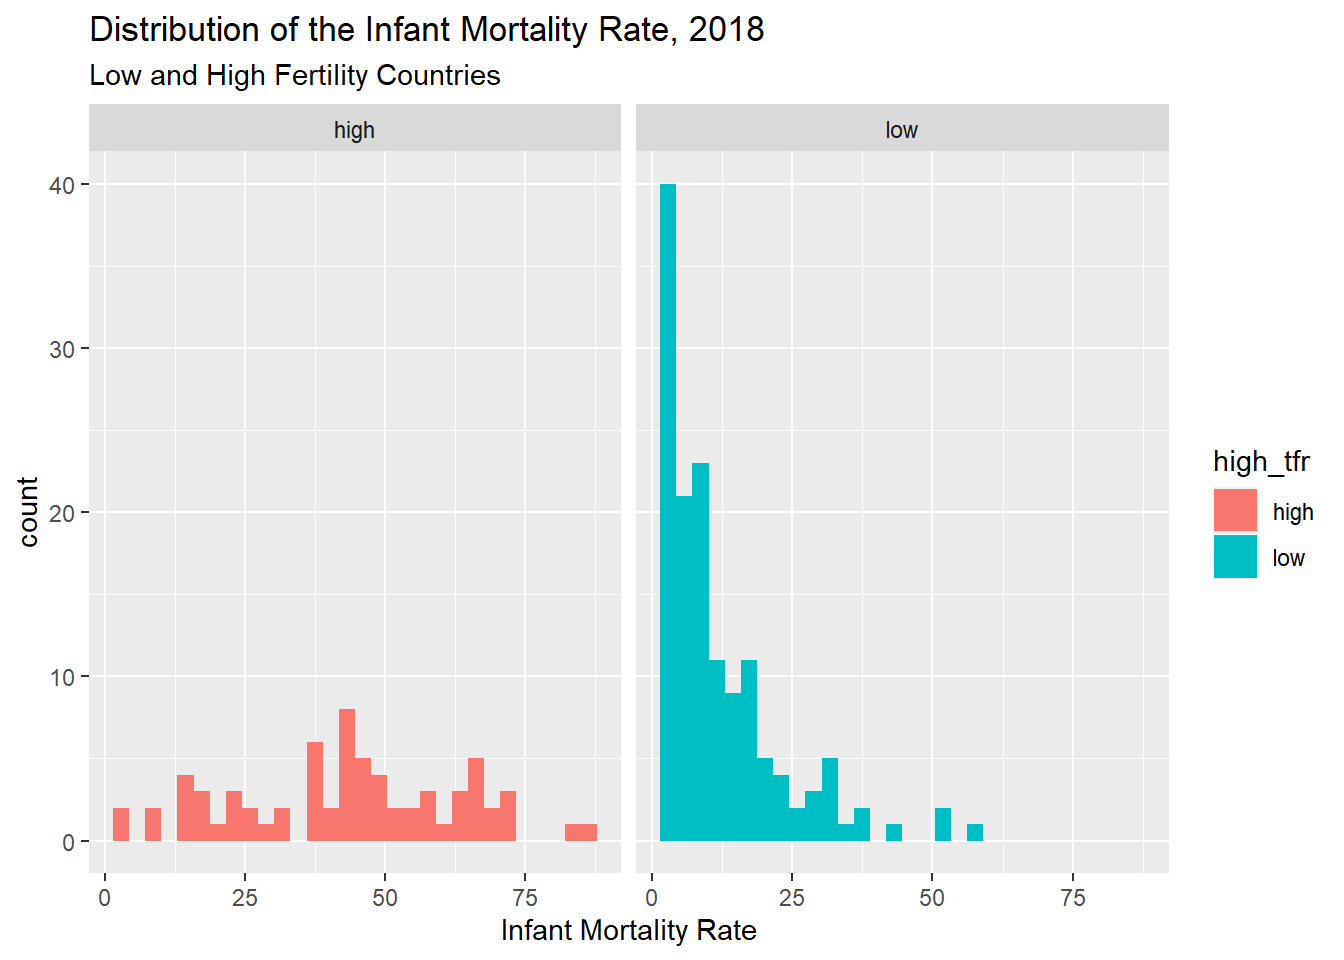 Distribution of the Infant Mortality Rate, 2018
Low and High Fertility Countries
high
low
40
30
20
10
0
count
0 25 50 75
0 25 50 75
Infant Mortality Rate
high_tfr
high
low